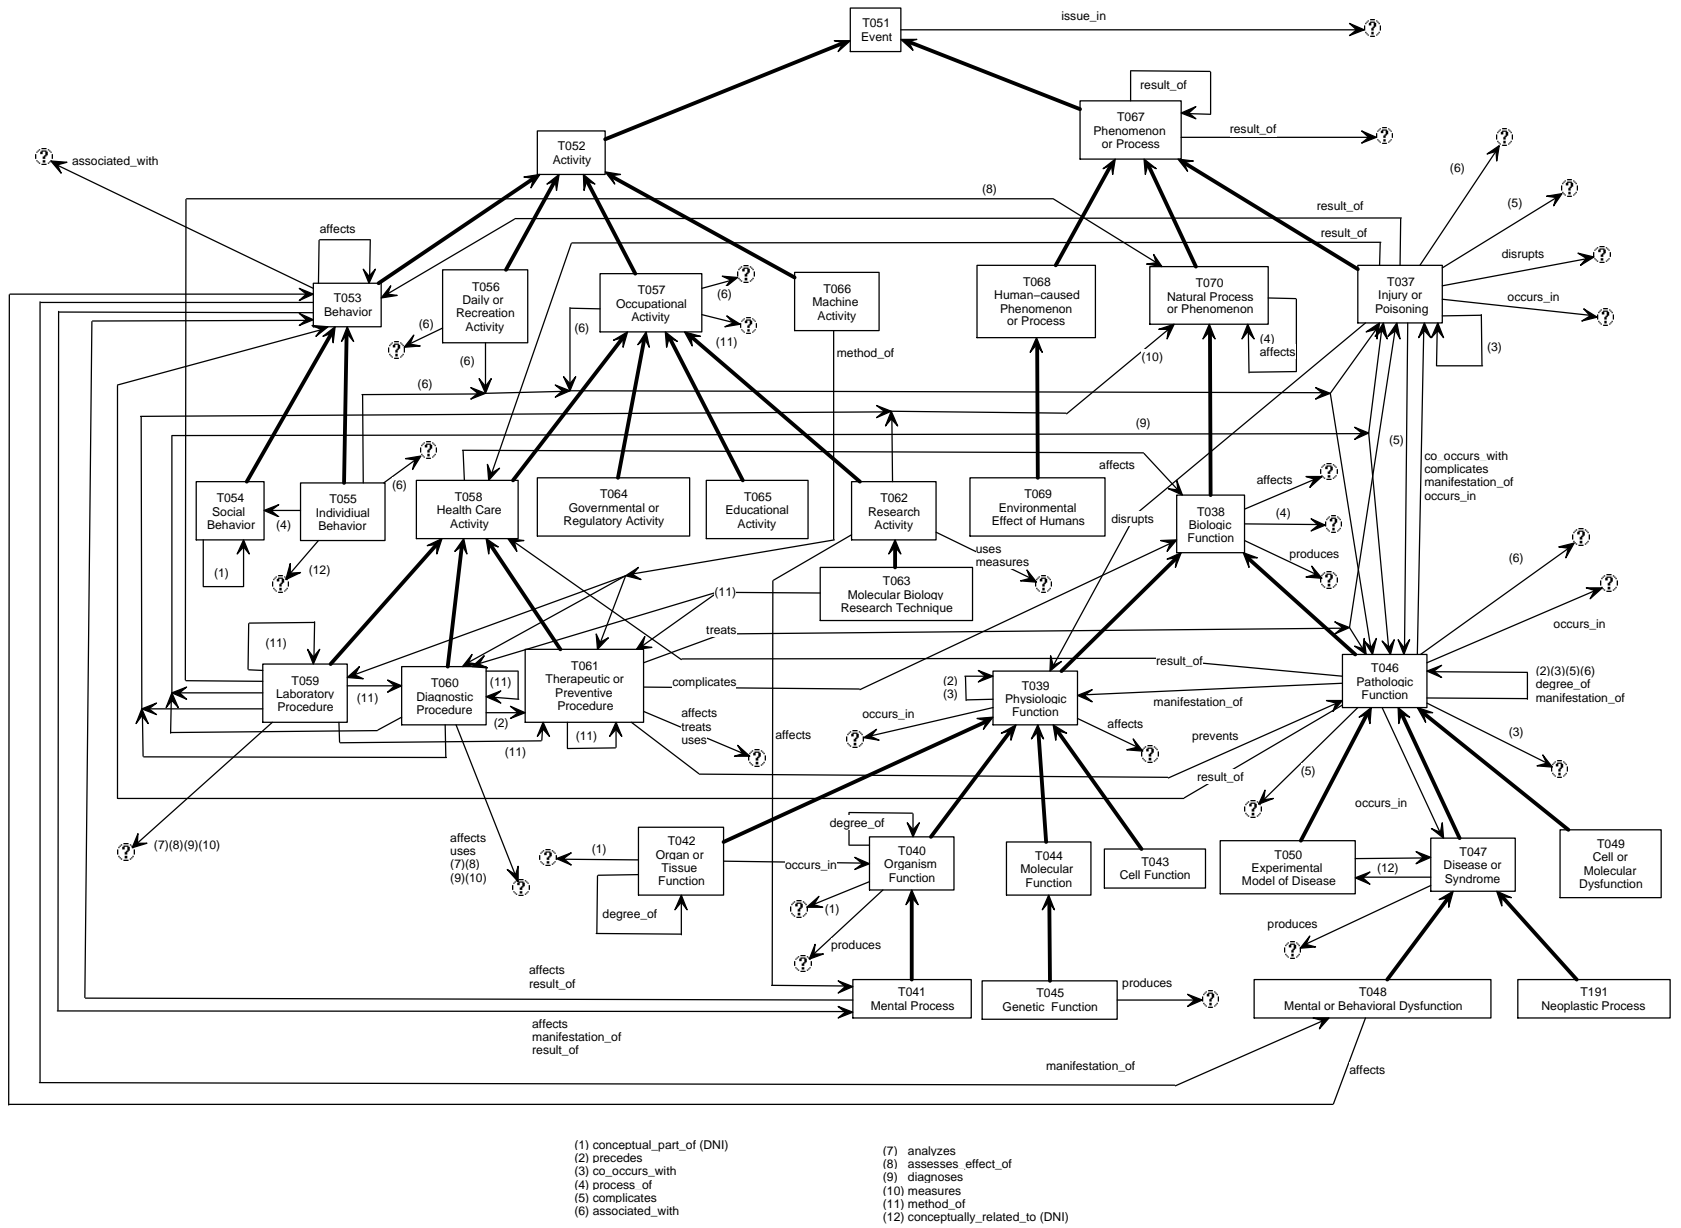 T051
Event
issue_in
?
result_of
T067
Phenomenon
or Process
result_of
?
T052
Activity
?
associated_with
(8)
(6)
?
(5)
?
result_of
result_of
affects
disrupts
?
T053
Behavior
T056
Daily or
Recreation
Activity
T057
Occupational
Activity
?
(6)
?
(11)
T066
Machine
Activity
T068
Human−caused
Phenomenon
or Process
T070
Natural Process
or Phenomenon
T037
Injury or
Poisoning
occurs_in
?
(6)
?
(6)
(6)
(6)
method_of
(10)
(4)
affects
(3)
(9)
(5)
?
(6)
T054
Social
Behavior
T055
Individiual
Behavior
(4)
(1)
(12)
?
T058
Health Care
Activity
T064
Governmental or
Regulatory Activity
T065
Educational
Activity
T062
Research
Activity
T069
Environmental
Effect of Humans
affects
disrupts
T038
Biologic
Function
affects
?
(4)
?
produces
?
co_occurs_with
complicates
manifestation_of
occurs_in
uses
measures
?
T063
Molecular Biology
Research Technique
(11)
treats
(6)
?
?
occurs_in
(11)
T059
Laboratory
Procedure
(11)
T060
Diagnostic
Procedure
(11)
(2)
T061
Therapeutic or
Preventive
Procedure
(11)
(11)
complicates
affects
treats
uses
?
affects
result_of
T039
Physiologic
Function
(2)
(3)
occurs_in
?
affects
?
manifestation_of
T046
Pathologic
Function
(2)(3)(5)(6)
degree_of
manifestation_of
prevents
result_of
(5)
?
(3)
?
occurs_in
?
(7)(8)(9)(10)
affects
uses
(7)(8)
(9)(10)
?
?
(1)
T042
Organ or
Tissue
Function
degree_of
occurs_in
degree_of
T040
Organism
Function
?
(1)
?
produces
T044
Molecular
Function
T043
Cell Function
T050
Experimental
Model of Disease
(12)
T047
Disease or
Syndrome
T049
Cell or
Molecular
Dysfunction
produces
?
affects
result_of
T041
Mental Process
T045
Genetic Function
produces
?
T048
Mental or Behavioral Dysfunction
T191
Neoplastic Process
affects
manifestation_of
result_of
manifestation_of
affects
(1) conceptual_part_of (DNI)
(2) precedes
(3) co_occurs_with
(4) process_of
(5) complicates
(6) associated_with
(7) analyzes
(8) assesses_effect_of
(9) diagnoses
(10) measures
(11) method_of
(12) conceptually_related_to (DNI)